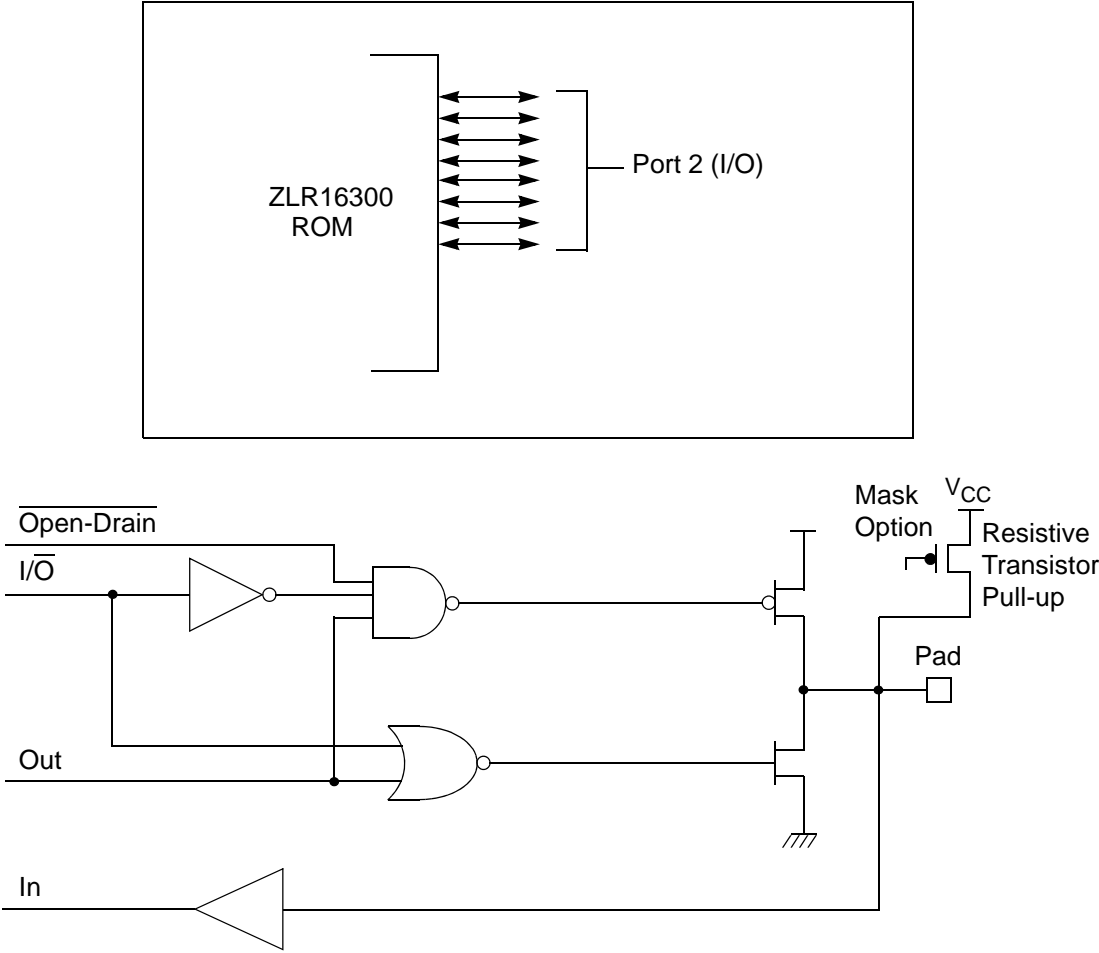 ZLR16300
ROM
Port 2 (I/O)
Open-Drain
I/O
Out
In
Mask
Option
VCC
Resistive
Transistor
Pull-up
Pad